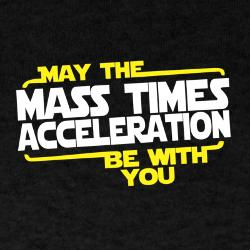 MAY THE
MASS TIMES
ACCELERATION
BE WITH
YOU